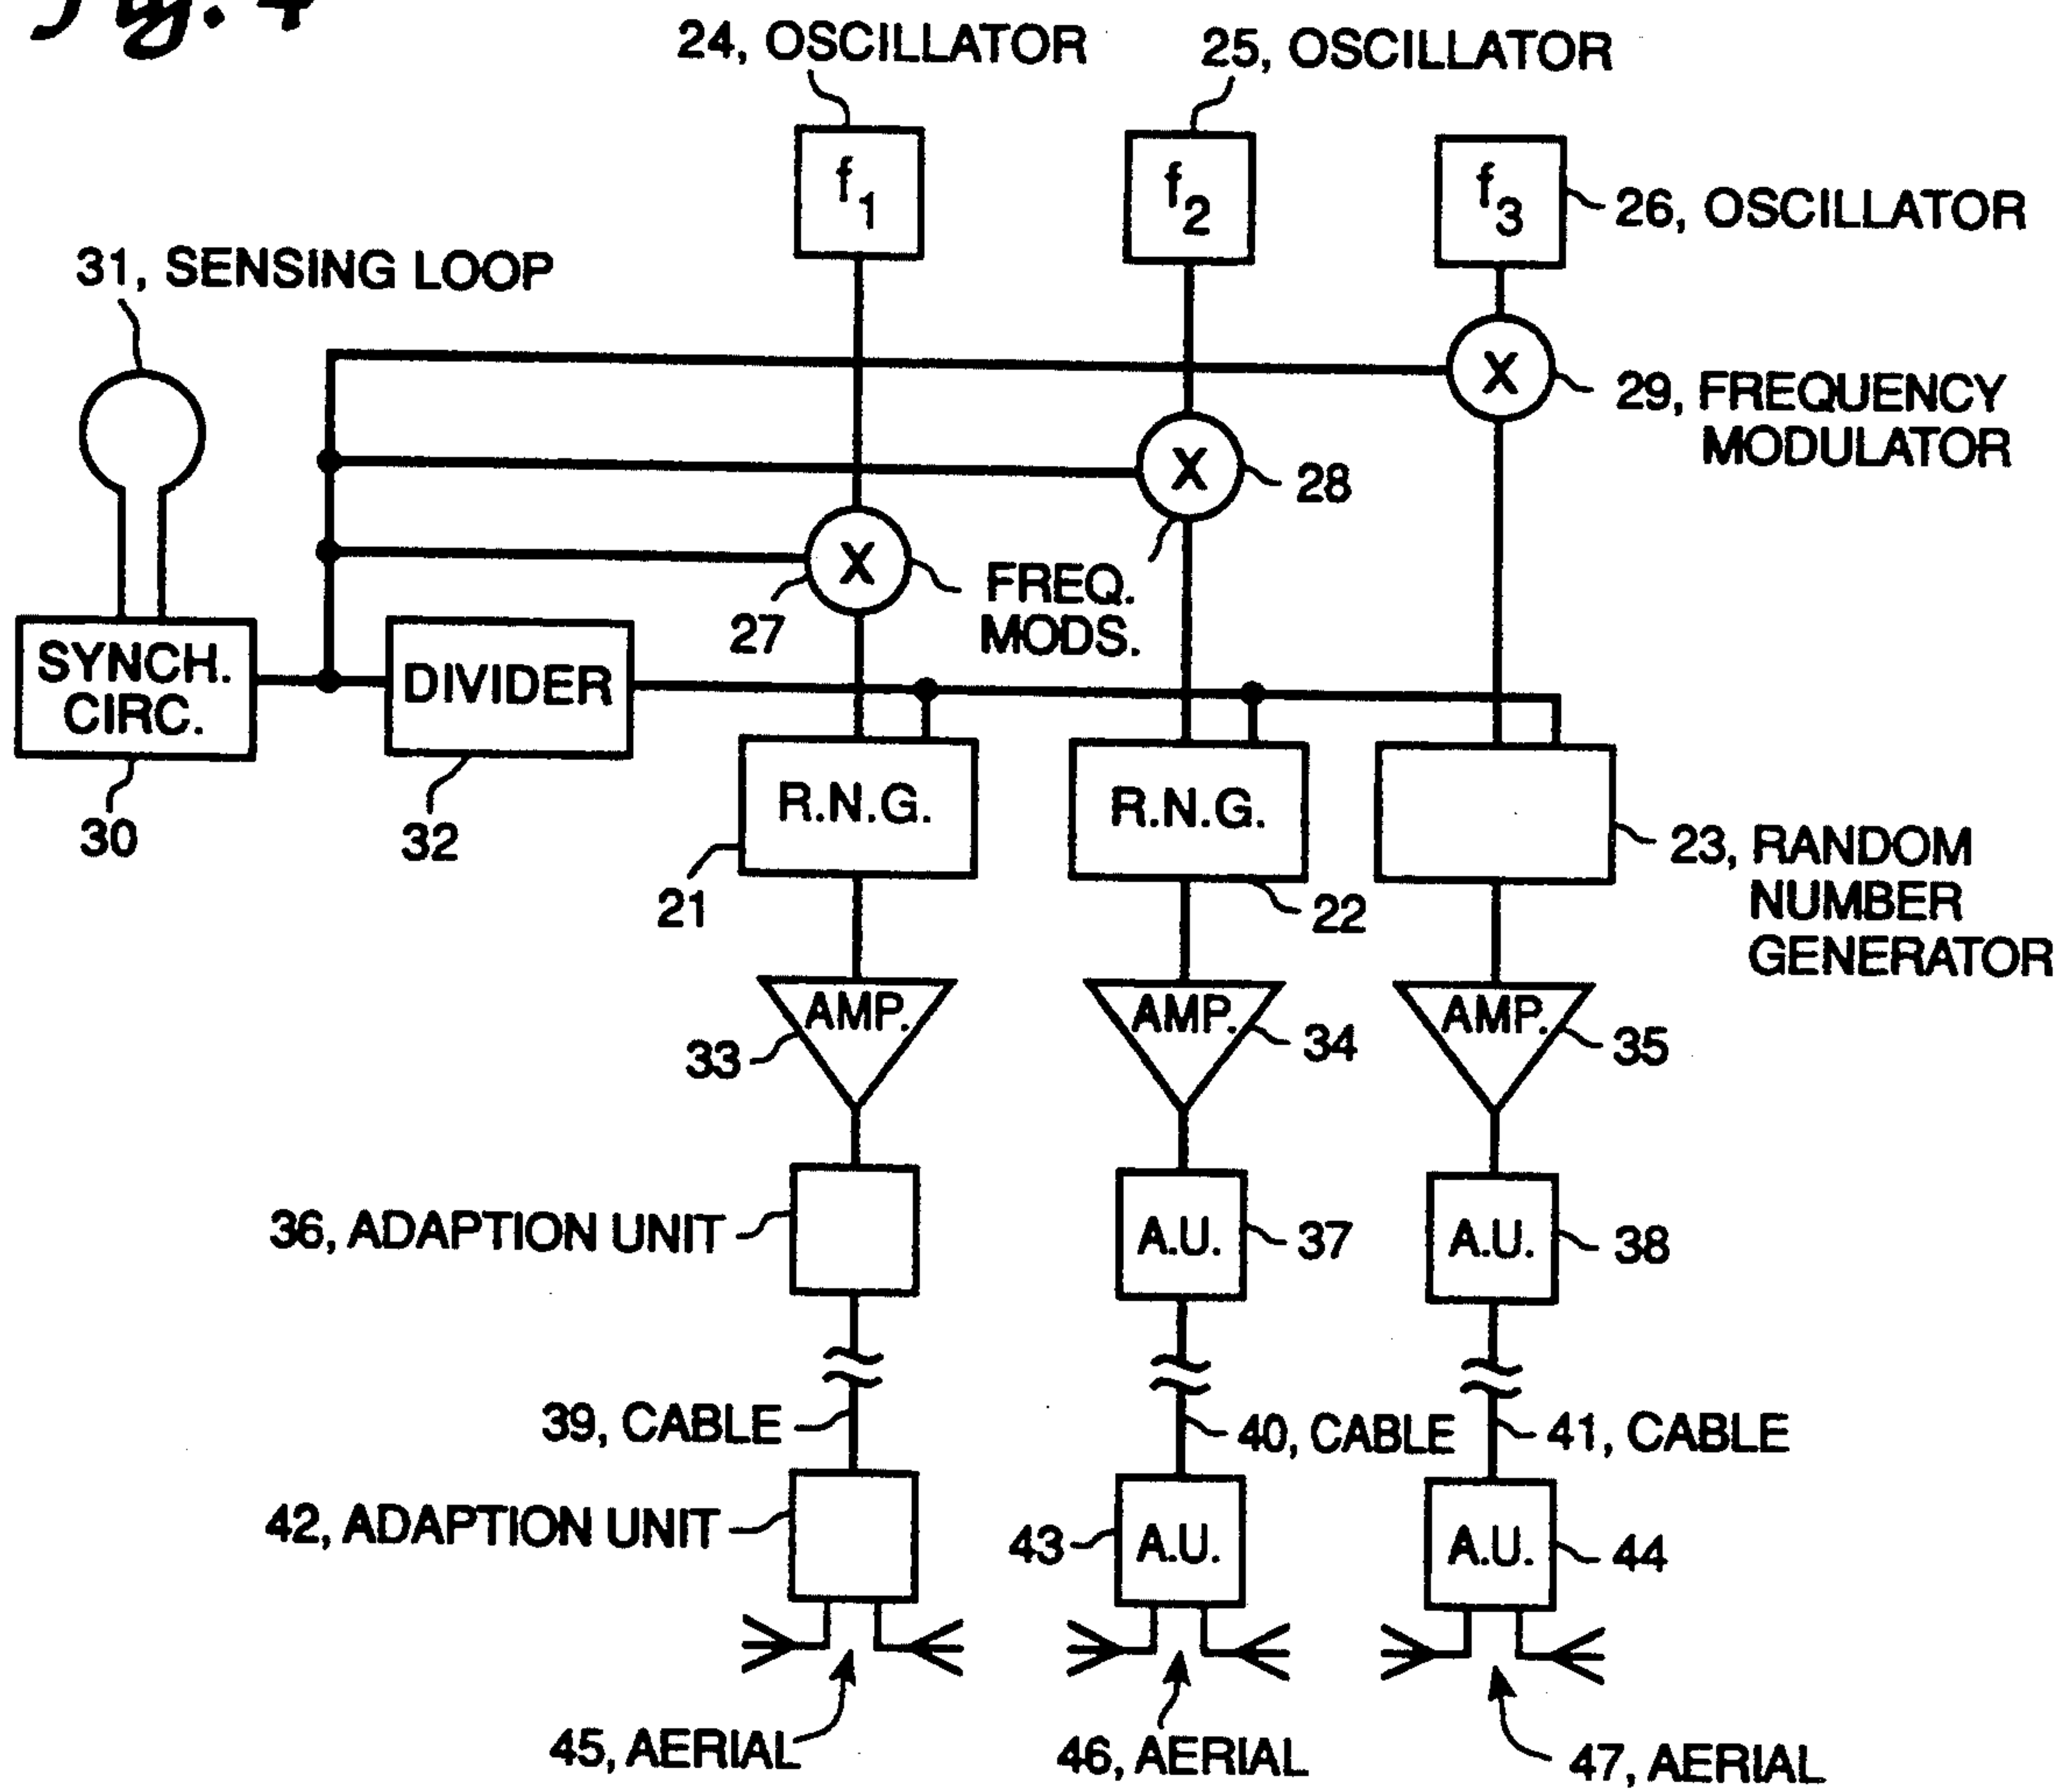 Fig. 4
24, OSCILLATOR
25, OSCILLATOR
f1
f2
f3
26, OSCILLATOR
31, SENSING LOOP
X
29, FREQUENCY
MODULATOR
X
28
X
27
FREQ.
MODS.
SYNCH.
CIRC.
DIVIDER
30
32
R.N.G.
R.N.G.
21
22
23, RANDOM
NUMBER
GENERATOR
AMP.
AMP.
AMP.
33
34
35
36, ADAPTION UNIT
A.U.
37
A.U.
38
39, CABLE
40, CABLE
41, CABLE
42, ADAPTION UNIT
43
A.U.
A.U.
44
45, AERIAL
46, AERIAL
47, AERIAL